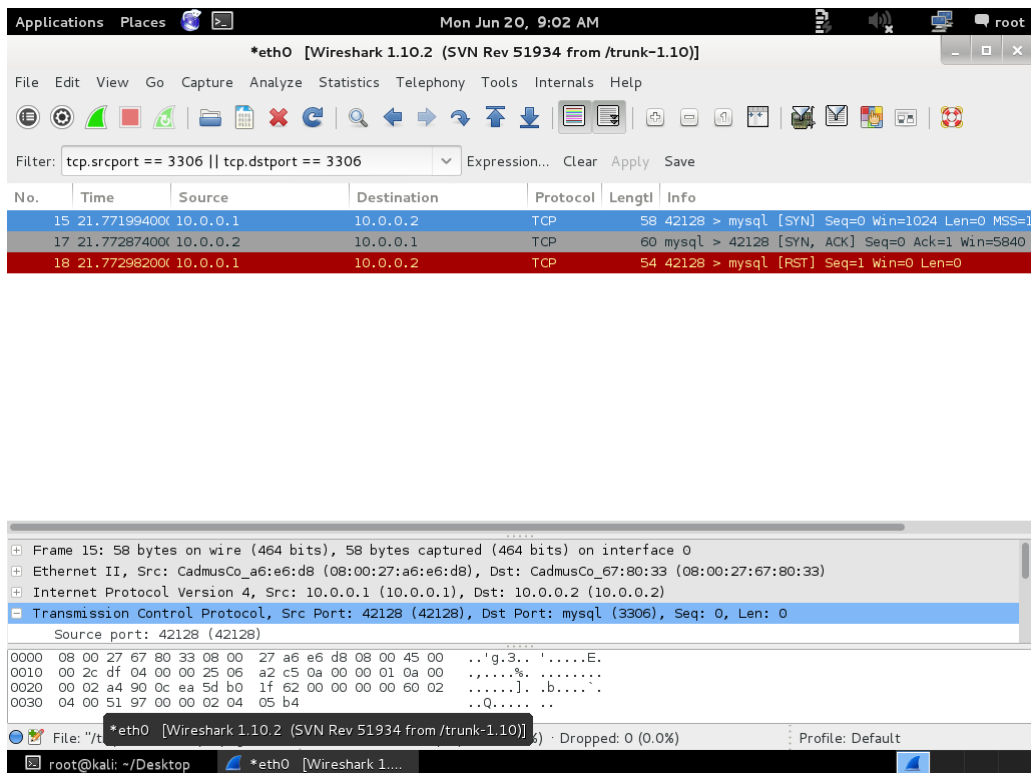 Applications Places Mon Jun 20, 9:02 AM root
*eth0 [Wireshark 1.10.2 (SVN Rev 51934 from /trunk-1.10)]
File Edit View Go Capture Analyze Statistics Telephony Tools Internals Help
Filter: tcp.srcport == 3306 || tcp.dstport == 3306 Expression... Clear Apply Save
No. Time Source Destination Protocol Lengtl Info
15 21.77199400( 10.0.0.1 10.0.0.2 TCP 58 42128 > mysql [SYN] Seq=0 Win=1024 Len=0 MSS=1
17 21.77287400( 10.0.0.2 10.0.0.1 TCP 60 mysql > 42128 [SYN, ACK] Seq=0 Ack=1 Win=5840
18 21.77298200( 10.0.0.1 10.0.0.2 TCP 54 42128 > mysql [RST] Seq=1 Win=0 Len=0
Frame 15: 58 bytes on wire (464 bits), 58 bytes captured (464 bits) on interface 0
Ethernet II, Src: CadmusCo_a6:e6:d8 (08:00:27:a6:e6:d8), Dst: CadmusCo_67:80:33 (08:00:27:67:80:33)
Internet Protocol Version 4, Src: 10.0.0.1 (10.0.0.1), Dst: 10.0.0.2 (10.0.0.2)
Transmission Control Protocol, Src Port: 42128 (42128), Dst Port: mysql (3306), Seq: 0, Len: 0
Source port: 42128 (42128)
0000 08 00 27 67 80 33 08 00 27 a6 e6 d8 08 00 45 00 ..'g.3.. '.....E.
0010 00 2c df 04 00 00 25 06 a2 c5 0a 00 00 01 0a 00 .,....%. ........
0020 00 02 a4 90 0c ea 5d b0 1f 62 00 00 00 00 60 02 ......]. .b....`.
0030 04 00 51 97 00 00 02 04 05 b4 ..Q..... ..
*eth0 [Wireshark 1.10.2 (SVN Rev 51934 from /trunk-1.10)]
File: "/t %) · Dropped: 0 (0.0%) Profile: Default
root@kali: ~/Desktop *eth0 [Wireshark 1....